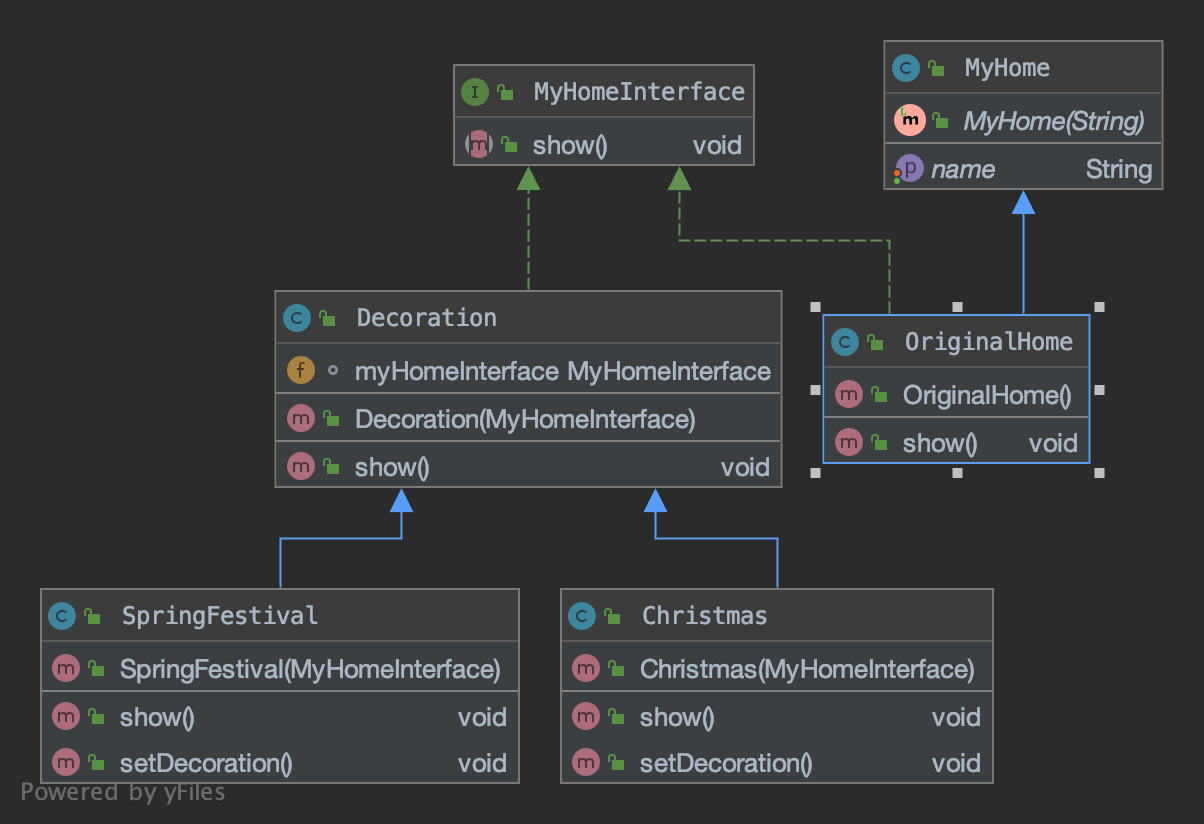 MyHomeInterface
show() void
MyHome
MyHome(String)
name String
Decoration
myHomeInterface MyHomeInterface
Decoration(MyHomeInterface)
show() void
OriginalHome
OriginalHome()
show() void
SpringFestival
SpringFestival(MyHomeInterface)
show() void
setDecoration() void
Christmas
Christmas(MyHomeInterface)
show() void
setDecoration() void
Powered by yFiles